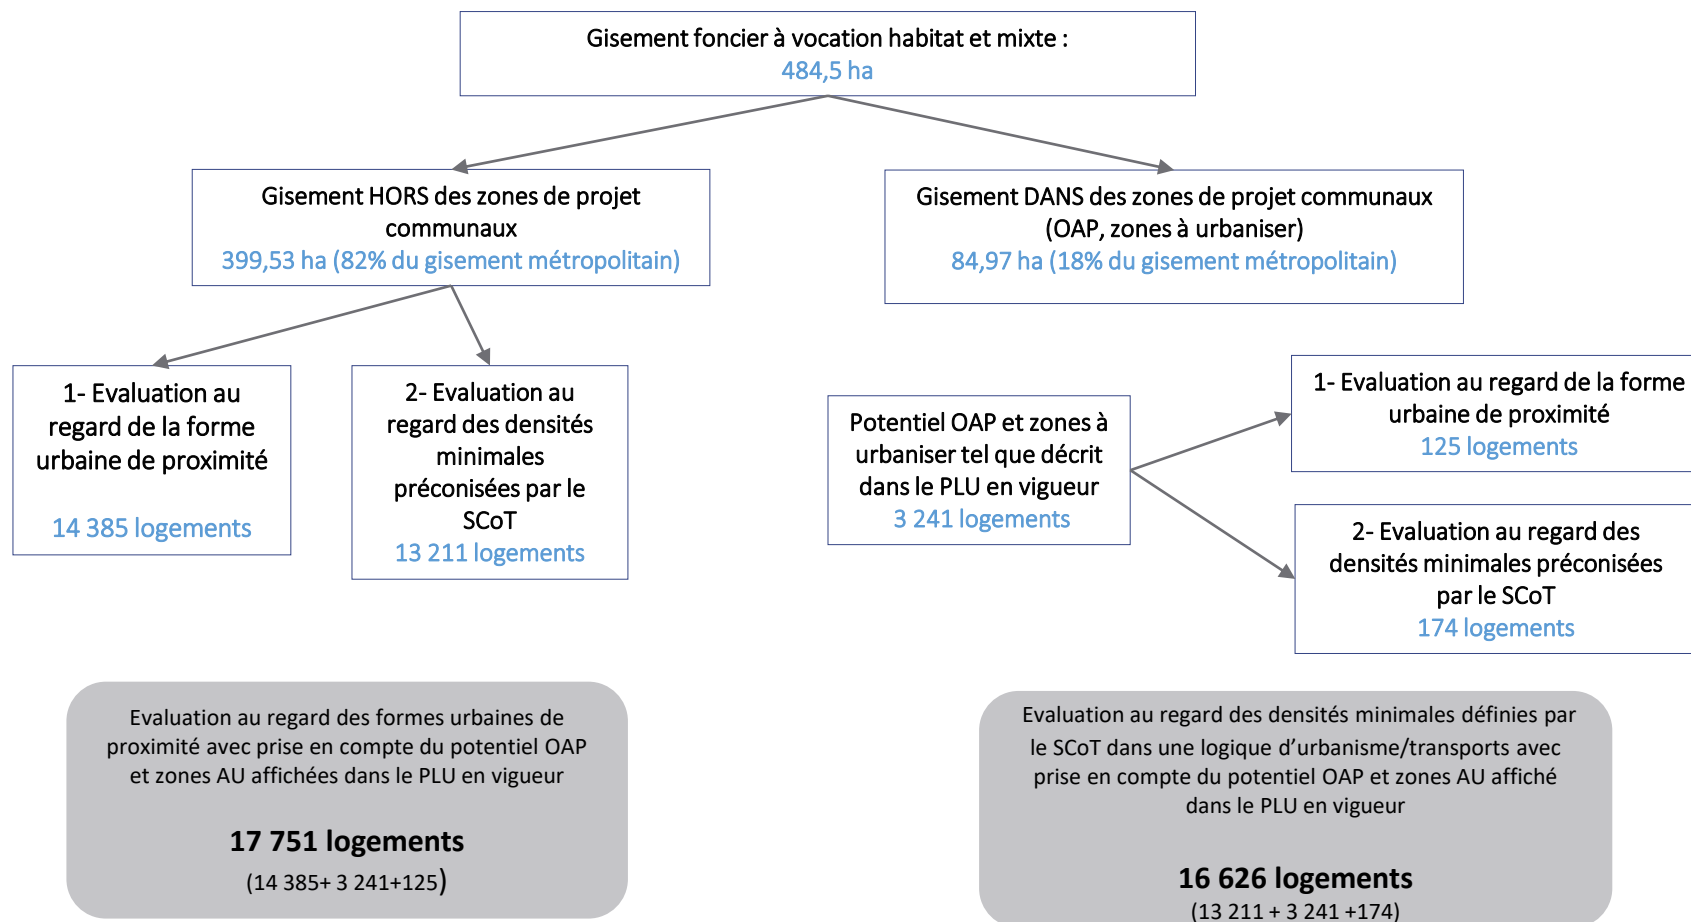 Gisement foncier à vocation habitat et mixte :
484,5 ha
Gisement HORS des zones de projet
communaux
399,53 ha (82% du gisement métropolitain)
Gisement DANS des zones de projet communaux
(OAP, zones à urbaniser)
84,97 ha (18% du gisement métropolitain)
1- Evaluation au
regard de la forme
urbaine de proximité
14 385 logements
2- Evaluation au
regard des densités
minimales
préconisées par le
SCoT
13 211 logements
Potentiel OAP et zones à
urbaniser tel que décrit
dans le PLU en vigueur
3 241 logements
1- Evaluation au regard de la forme
urbaine de proximité
125 logements
2- Evaluation au regard des
densités minimales préconisées
par le SCoT
174 logements
Evaluation au regard des formes urbaines de
proximité avec prise en compte du potentiel OAP
et zones AU affichées dans le PLU en vigueur
17 751 logements
(14 385+ 3 241+125)
Evaluation au regard des densités minimales définies par
le SCoT dans une logique d’urbanisme/transports avec
prise en compte du potentiel OAP et zones AU affiché
dans le PLU en vigueur
16 626 logements
(13 211 + 3 241 +174)